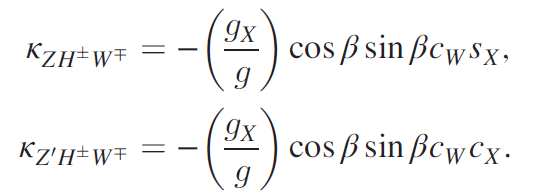 κ_{ZH^±W^∓} = −(g_X/g) cos β sin β c_W s_X,
κ_{Z′H^±W^∓} = −(g_X/g) cos β sin β c_W c_X.